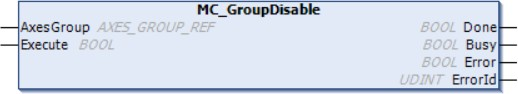 MC_GroupDisable
AxesGroup AXES_GROUP_REF BOOL Done
Execute BOOL BOOL Busy
BOOL Error
UDINT ErrorId